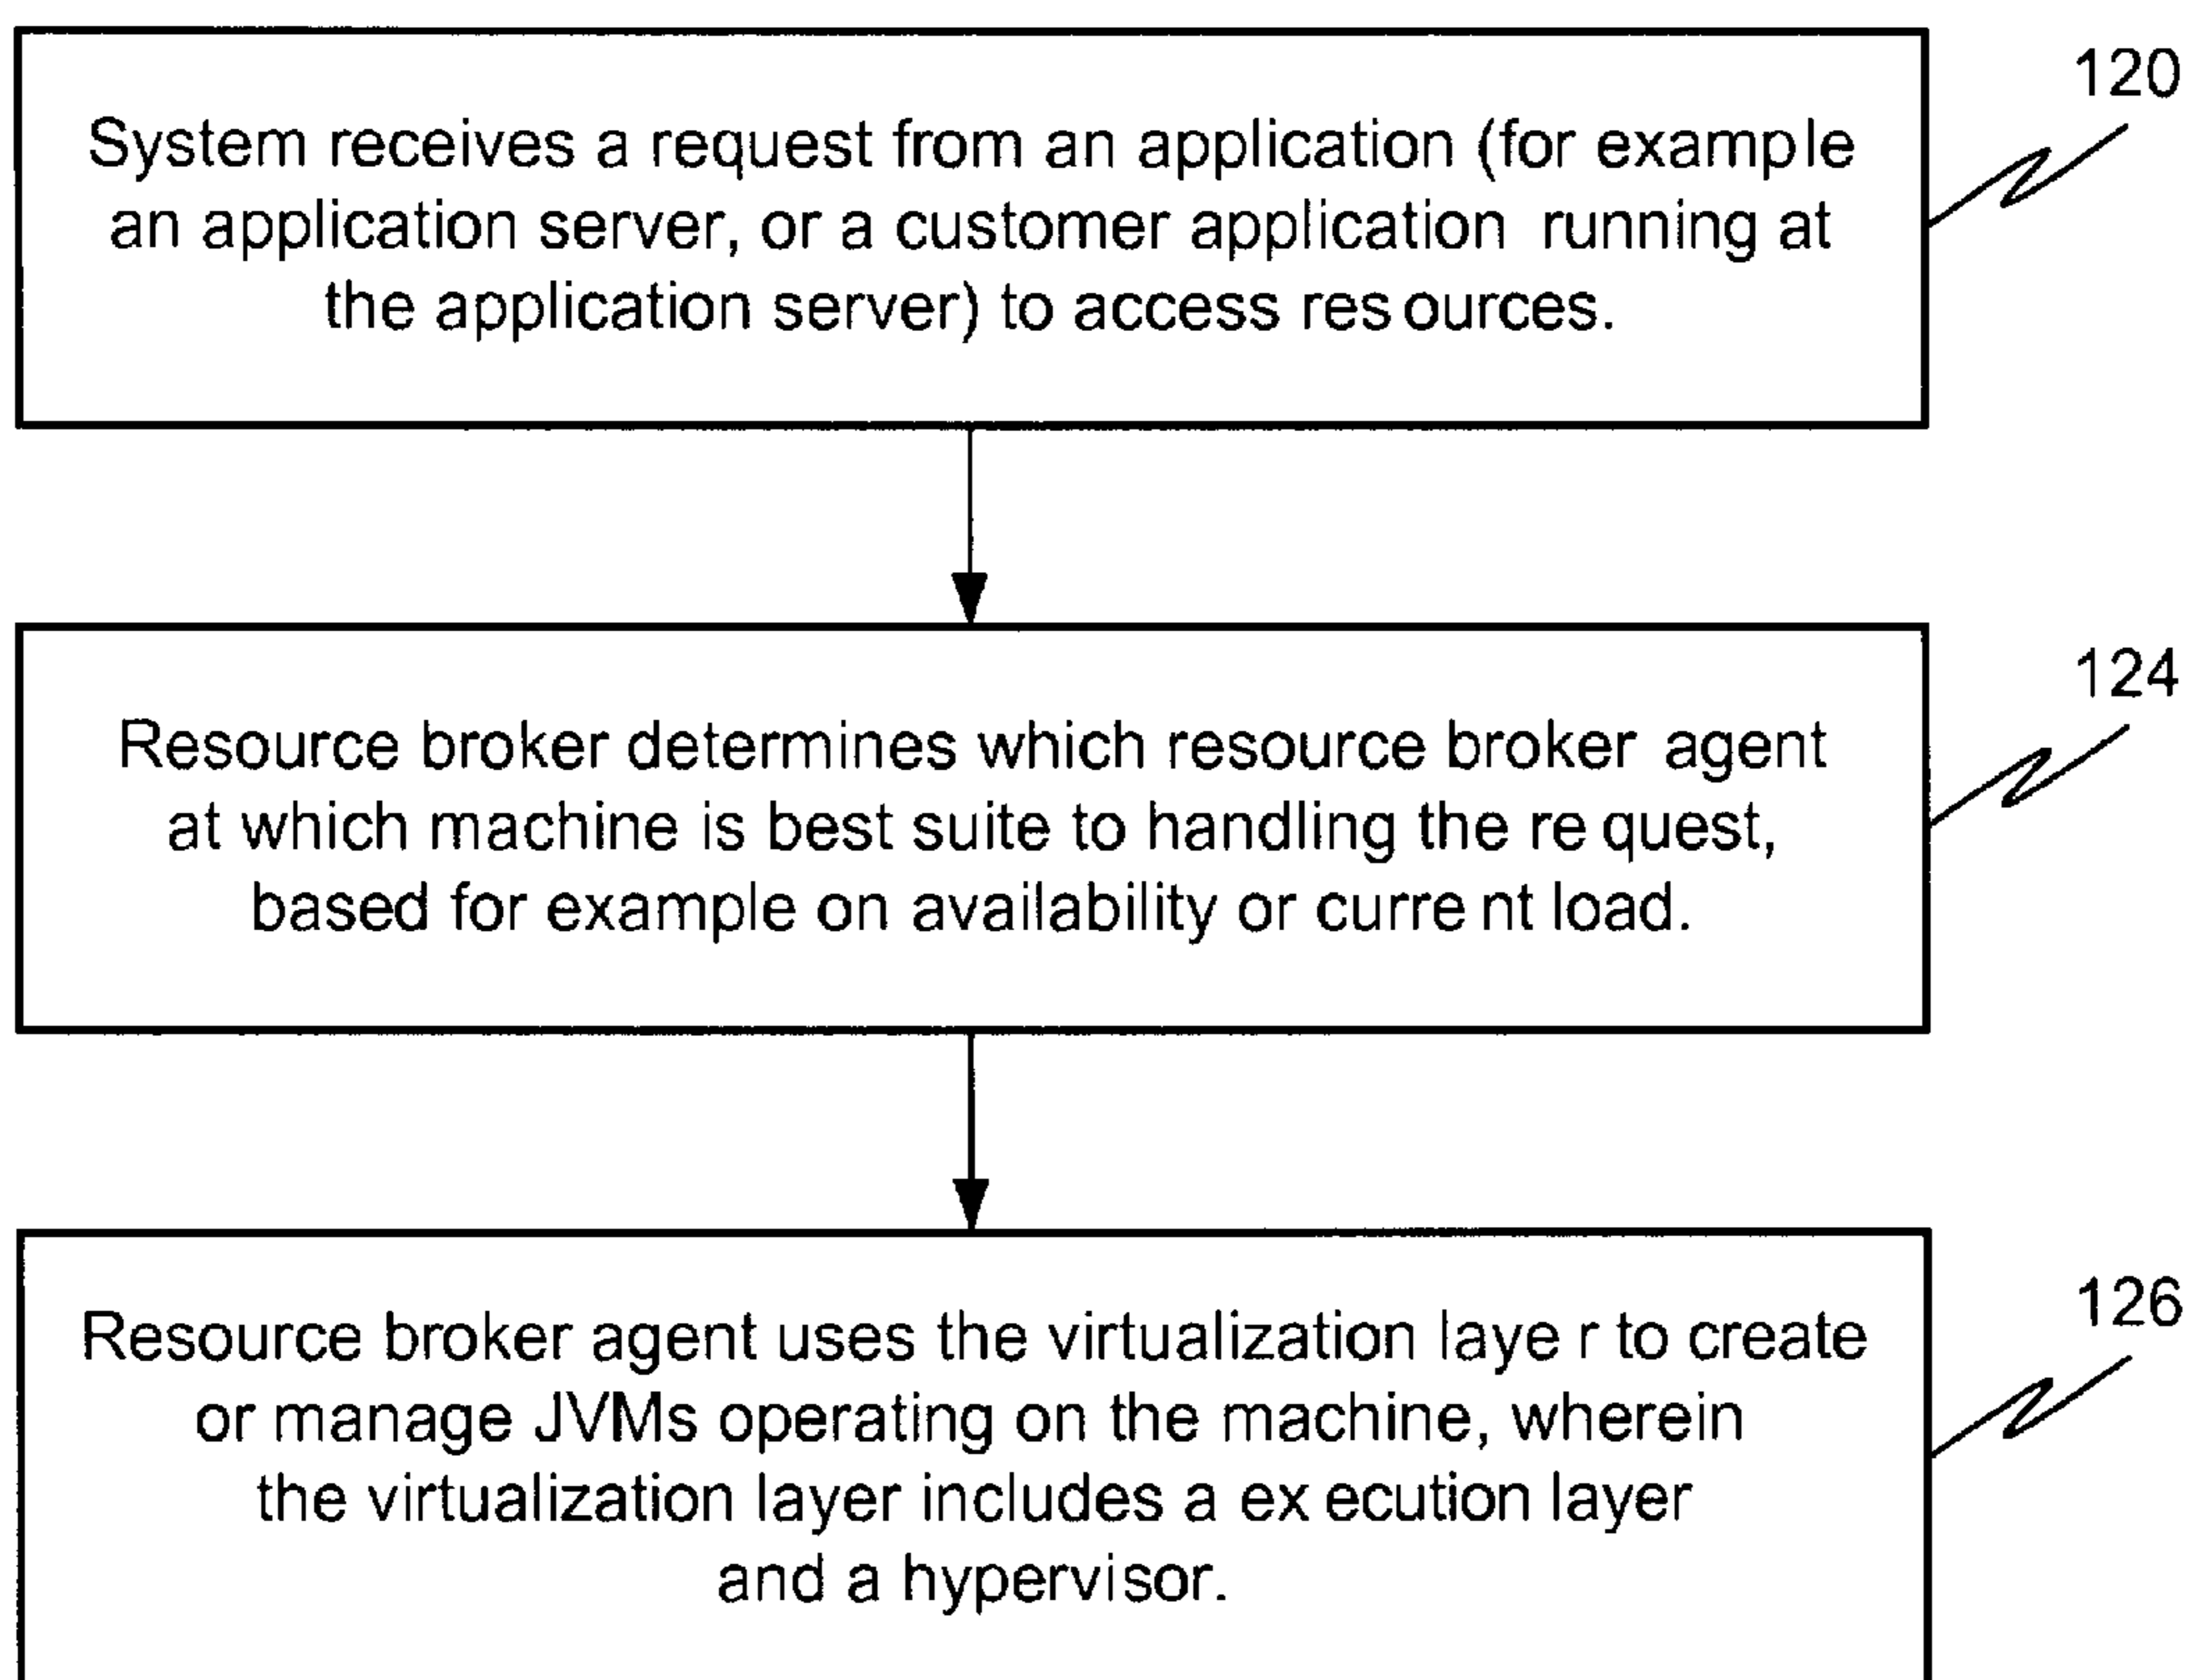 120
System receives a request from an application (for example
an application server, or a customer application running at
the application server) to access resources.
124
Resource broker determines which resource broker agent
at which machine is best suite to handling the request,
based for example on availability or current load.
126
Resource broker agent uses the virtualization layer to create
or manage JVMs operating on the machine, wherein
the virtualization layer includes a execution layer
and a hypervisor.